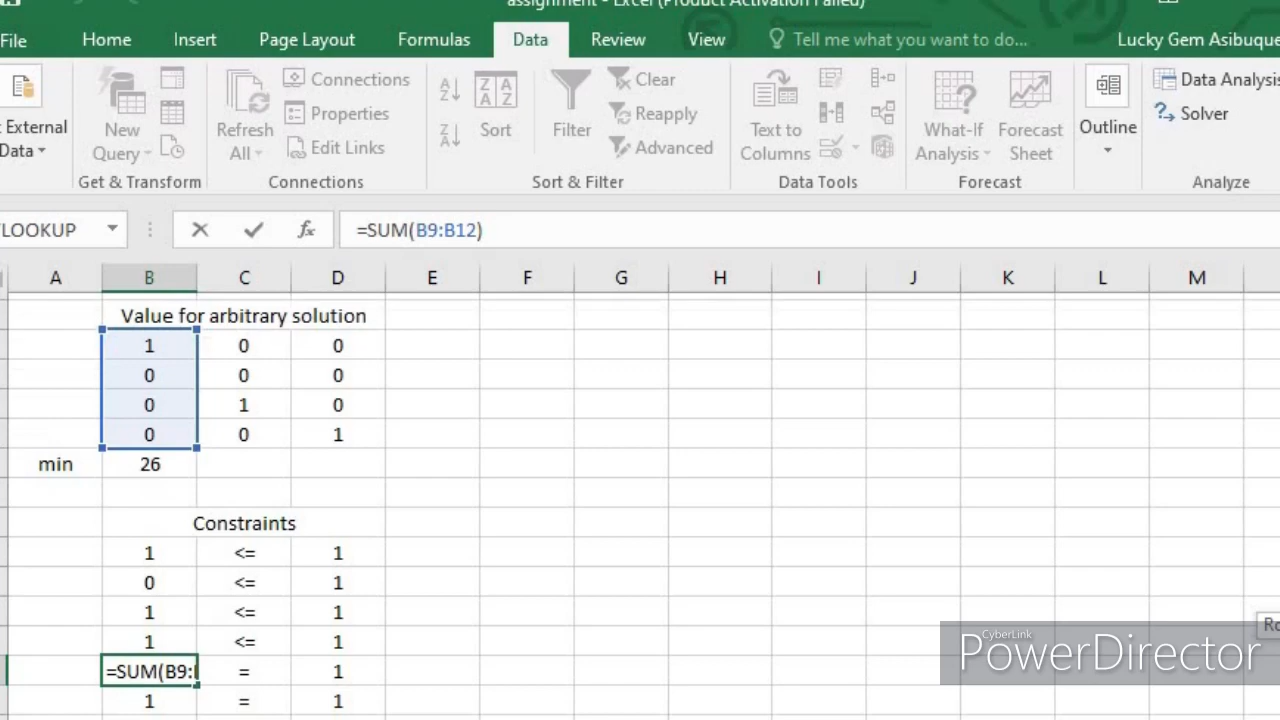 assignment - Excel (Product Activation Failed)
File Home Insert Page Layout Formulas Data Review View Tell me what you want to do... Lucky Gem Asibuque
External Data
New Query
Get & Transform
Refresh All
Connections
Properties
Edit Links
Connections
Sort
Filter
Clear
Reapply
Advanced
Sort & Filter
Text to Columns
Data Tools
What-If Analysis
Forecast Sheet
Forecast
Outline
Data Analysis
Solver
Analyze
LOOKUP fx =SUM(B9:B12)
A B C D E F G H I J K L M
Value for arbitrary solution
1 0 0
0 0 0
0 1 0
0 0 1
min 26
Constraints
1 <= 1
0 <= 1
1 <= 1
1 <= 1
=SUM(B9: = 1
1 = 1
CyberLink
PowerDirector